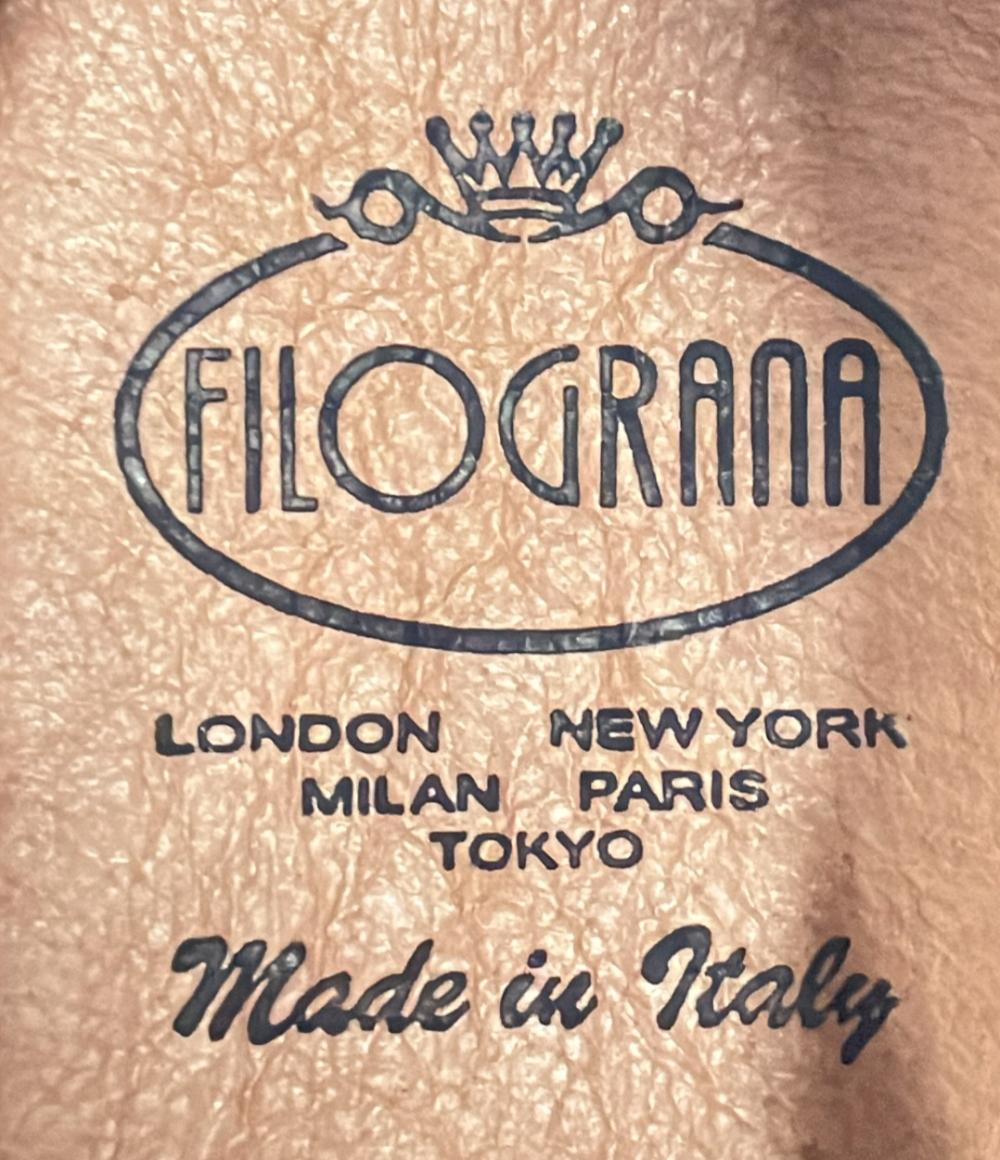 FILOGRANA
LONDON NEW YORK
MILAN PARIS
TOKYO
Made in Italy